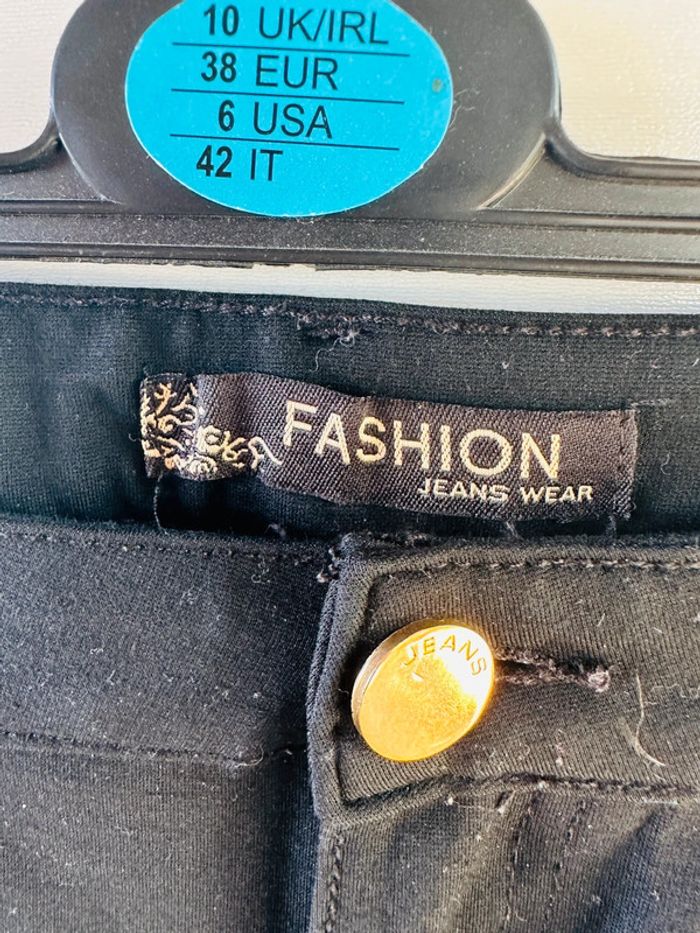 10 UK/IRL
38 EUR
6 USA
42 IT
FASHION
JEANS WEAR
JEANS